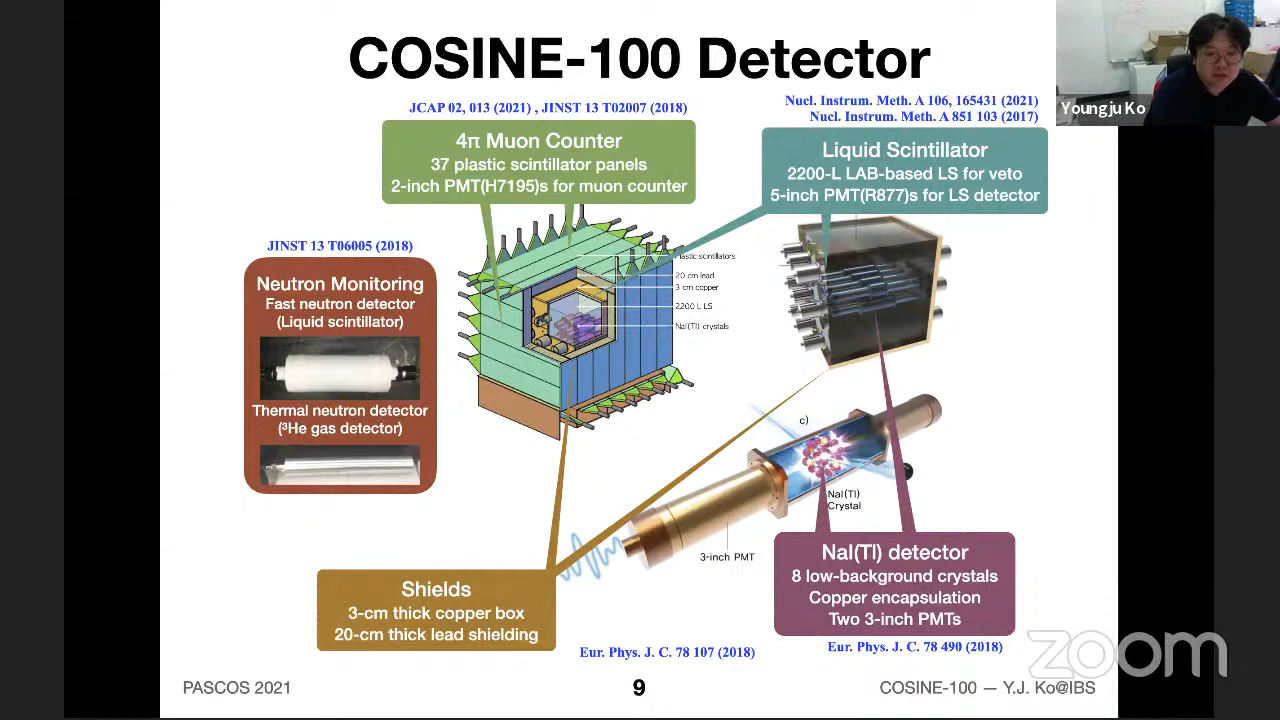 COSINE-100 Detector
Youngju Ko
JCAP 02, 013 (2021) , JINST 13 T02007 (2018)
Nucl. Instrum. Meth. A 106, 165431 (2021)
Nucl. Instrum. Meth. A 851 103 (2017)
4π Muon Counter
37 plastic scintillator panels
2-inch PMT(H7195)s for muon counter
Liquid Scintillator
2200-L LAB-based LS for veto
5-inch PMT(R877)s for LS detector
JINST 13 T06005 (2018)
Neutron Monitoring
Fast neutron detector
(Liquid scintillator)
Thermal neutron detector
(³He gas detector)
Plastic scintillators
20 cm lead
3 cm copper
2200 L LS
NaI(Tl) crystals
c)
NaI(Tl)
Crystal
3-inch PMT
Shields
3-cm thick copper box
20-cm thick lead shielding
NaI(Tl) detector
8 low-background crystals
Copper encapsulation
Two 3-inch PMTs
Eur. Phys. J. C. 78 107 (2018)
Eur. Phys. J. C. 78 490 (2018)
zoom
PASCOS 2021
9
COSINE-100 — Y.J. Ko@IBS